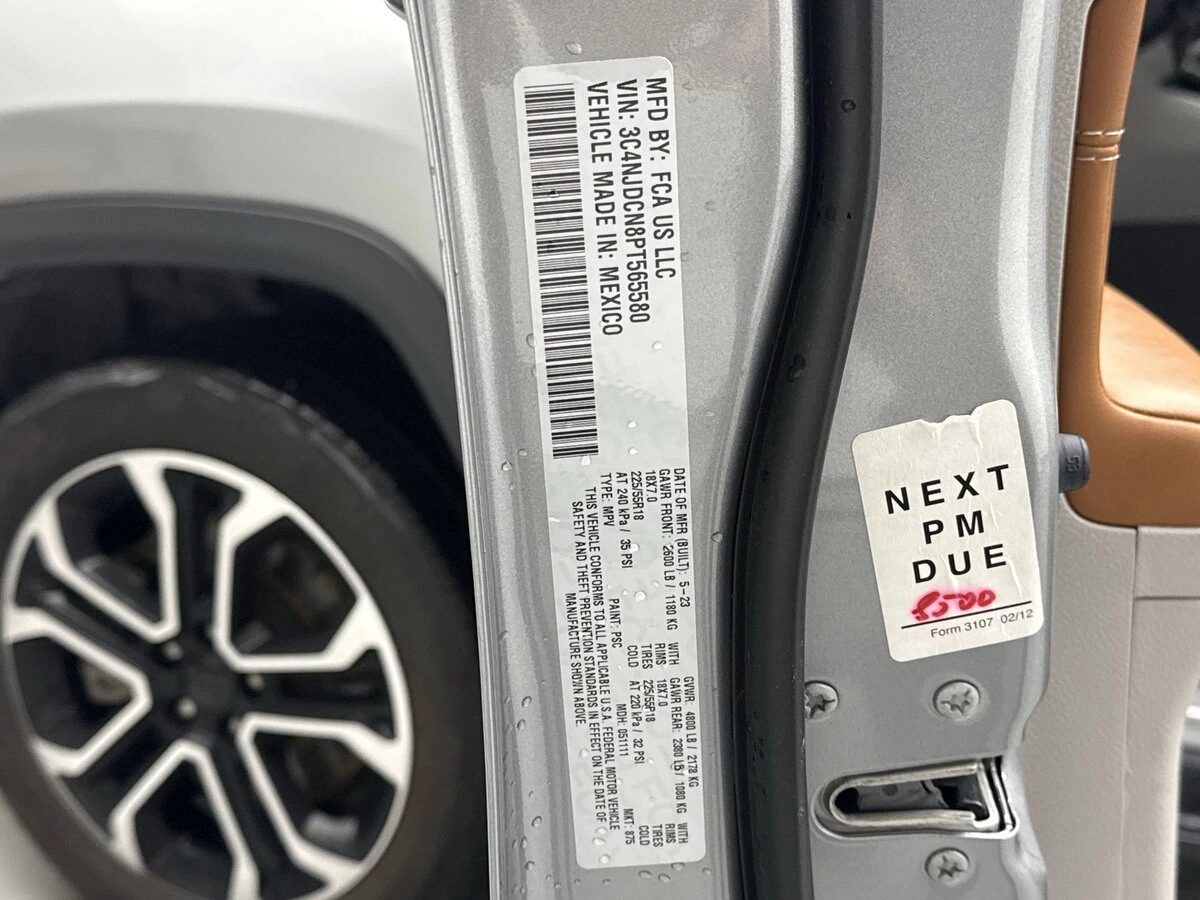 MFD BY: FCA US LLC
VIN: 3C4NJDCN8PT565580
VEHICLE MADE IN: MEXICO
DATE OF MFR (BUILT): 5-23 GVWR: 4800 LB / 2178 KG
GAWR FRONT: 2600 LB / 1180 KG WITH GAWR REAR: 2380 LB / 1080 KG WITH
18X7.0 RIMS 18X7.0 RIMS
225/55R18 TIRES 225/55R18 TIRES
AT 240 kPa / 35 PSI COLD AT 220 kPa / 32 PSI COLD
TYPE: MPV PAINT: PSC MDH: 051111 MKT: 875
THIS VEHICLE CONFORMS TO ALL APPLICABLE U.S.A. FEDERAL MOTOR VEHICLE
SAFETY AND THEFT PREVENTION STANDARDS IN EFFECT ON THE DATE OF
MANUFACTURE SHOWN ABOVE.
NEXT
PM
DUE
8500
Form 3107 02/12